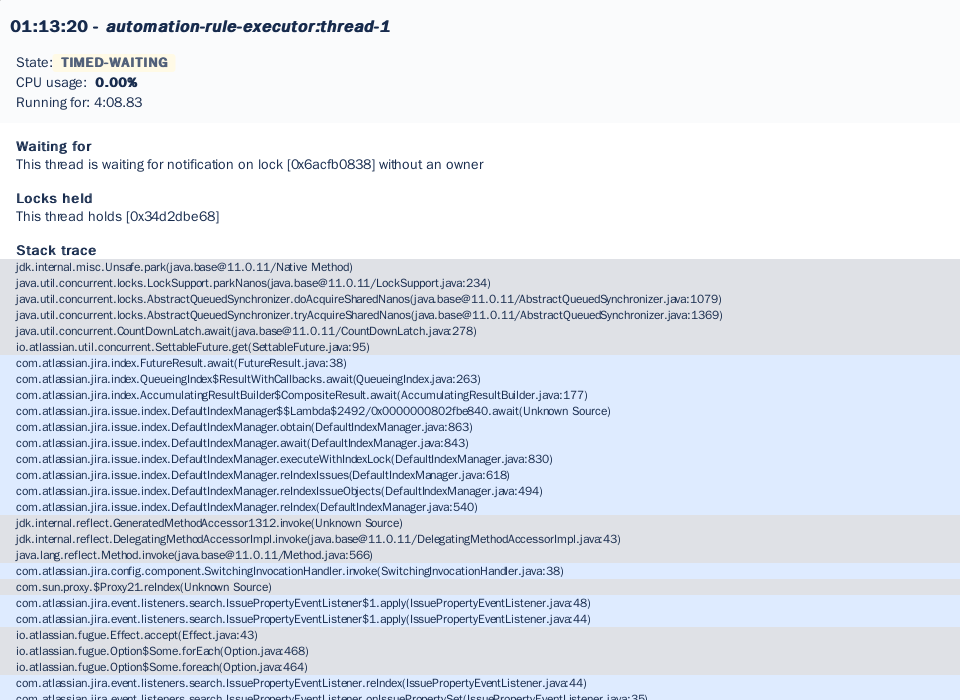 01:13:20 - automation-rule-executor:thread-1
State: TIMED-WAITING
CPU usage: 0.00%
Running for: 4:08.83
Waiting for
This thread is waiting for notification on lock [0x6acfb0838] without an owner
Locks held
This thread holds [0x34d2dbe68]
Stack trace
jdk.internal.misc.Unsafe.park(java.base@11.0.11/Native Method)
java.util.concurrent.locks.LockSupport.parkNanos(java.base@11.0.11/LockSupport.java:234)
java.util.concurrent.locks.AbstractQueuedSynchronizer.doAcquireSharedNanos(java.base@11.0.11/AbstractQueuedSynchronizer.java:1079)
java.util.concurrent.locks.AbstractQueuedSynchronizer.tryAcquireSharedNanos(java.base@11.0.11/AbstractQueuedSynchronizer.java:1369)
java.util.concurrent.CountDownLatch.await(java.base@11.0.11/CountDownLatch.java:278)
io.atlassian.util.concurrent.SettableFuture.get(SettableFuture.java:95)
com.atlassian.jira.index.FutureResult.await(FutureResult.java:38)
com.atlassian.jira.index.QueueingIndex$ResultWithCallbacks.await(QueueingIndex.java:263)
com.atlassian.jira.index.AccumulatingResultBuilder$CompositeResult.await(AccumulatingResultBuilder.java:177)
com.atlassian.jira.issue.index.DefaultIndexManager$$Lambda$2492/0x0000000802fbe840.await(Unknown Source)
com.atlassian.jira.issue.index.DefaultIndexManager.obtain(DefaultIndexManager.java:863)
com.atlassian.jira.issue.index.DefaultIndexManager.await(DefaultIndexManager.java:843)
com.atlassian.jira.issue.index.DefaultIndexManager.executeWithIndexLock(DefaultIndexManager.java:830)
com.atlassian.jira.issue.index.DefaultIndexManager.reIndexIssues(DefaultIndexManager.java:618)
com.atlassian.jira.issue.index.DefaultIndexManager.reIndexIssueObjects(DefaultIndexManager.java:494)
com.atlassian.jira.issue.index.DefaultIndexManager.reIndex(DefaultIndexManager.java:540)
jdk.internal.reflect.GeneratedMethodAccessor1312.invoke(Unknown Source)
jdk.internal.reflect.DelegatingMethodAccessorImpl.invoke(java.base@11.0.11/DelegatingMethodAccessorImpl.java:43)
java.lang.reflect.Method.invoke(java.base@11.0.11/Method.java:566)
com.atlassian.jira.config.component.SwitchingInvocationHandler.invoke(SwitchingInvocationHandler.java:38)
com.sun.proxy.$Proxy21.reIndex(Unknown Source)
com.atlassian.jira.event.listeners.search.IssuePropertyEventListener$1.apply(IssuePropertyEventListener.java:48)
com.atlassian.jira.event.listeners.search.IssuePropertyEventListener$1.apply(IssuePropertyEventListener.java:44)
io.atlassian.fugue.Effect.accept(Effect.java:43)
io.atlassian.fugue.Option$Some.forEach(Option.java:468)
io.atlassian.fugue.Option$Some.foreach(Option.java:464)
com.atlassian.jira.event.listeners.search.IssuePropertyEventListener.reIndex(IssuePropertyEventListener.java:44)
com.atlassian.jira.event.listeners.search.IssuePropertyEventListener.onIssuePropertySet(IssuePropertyEventListener.java:35)